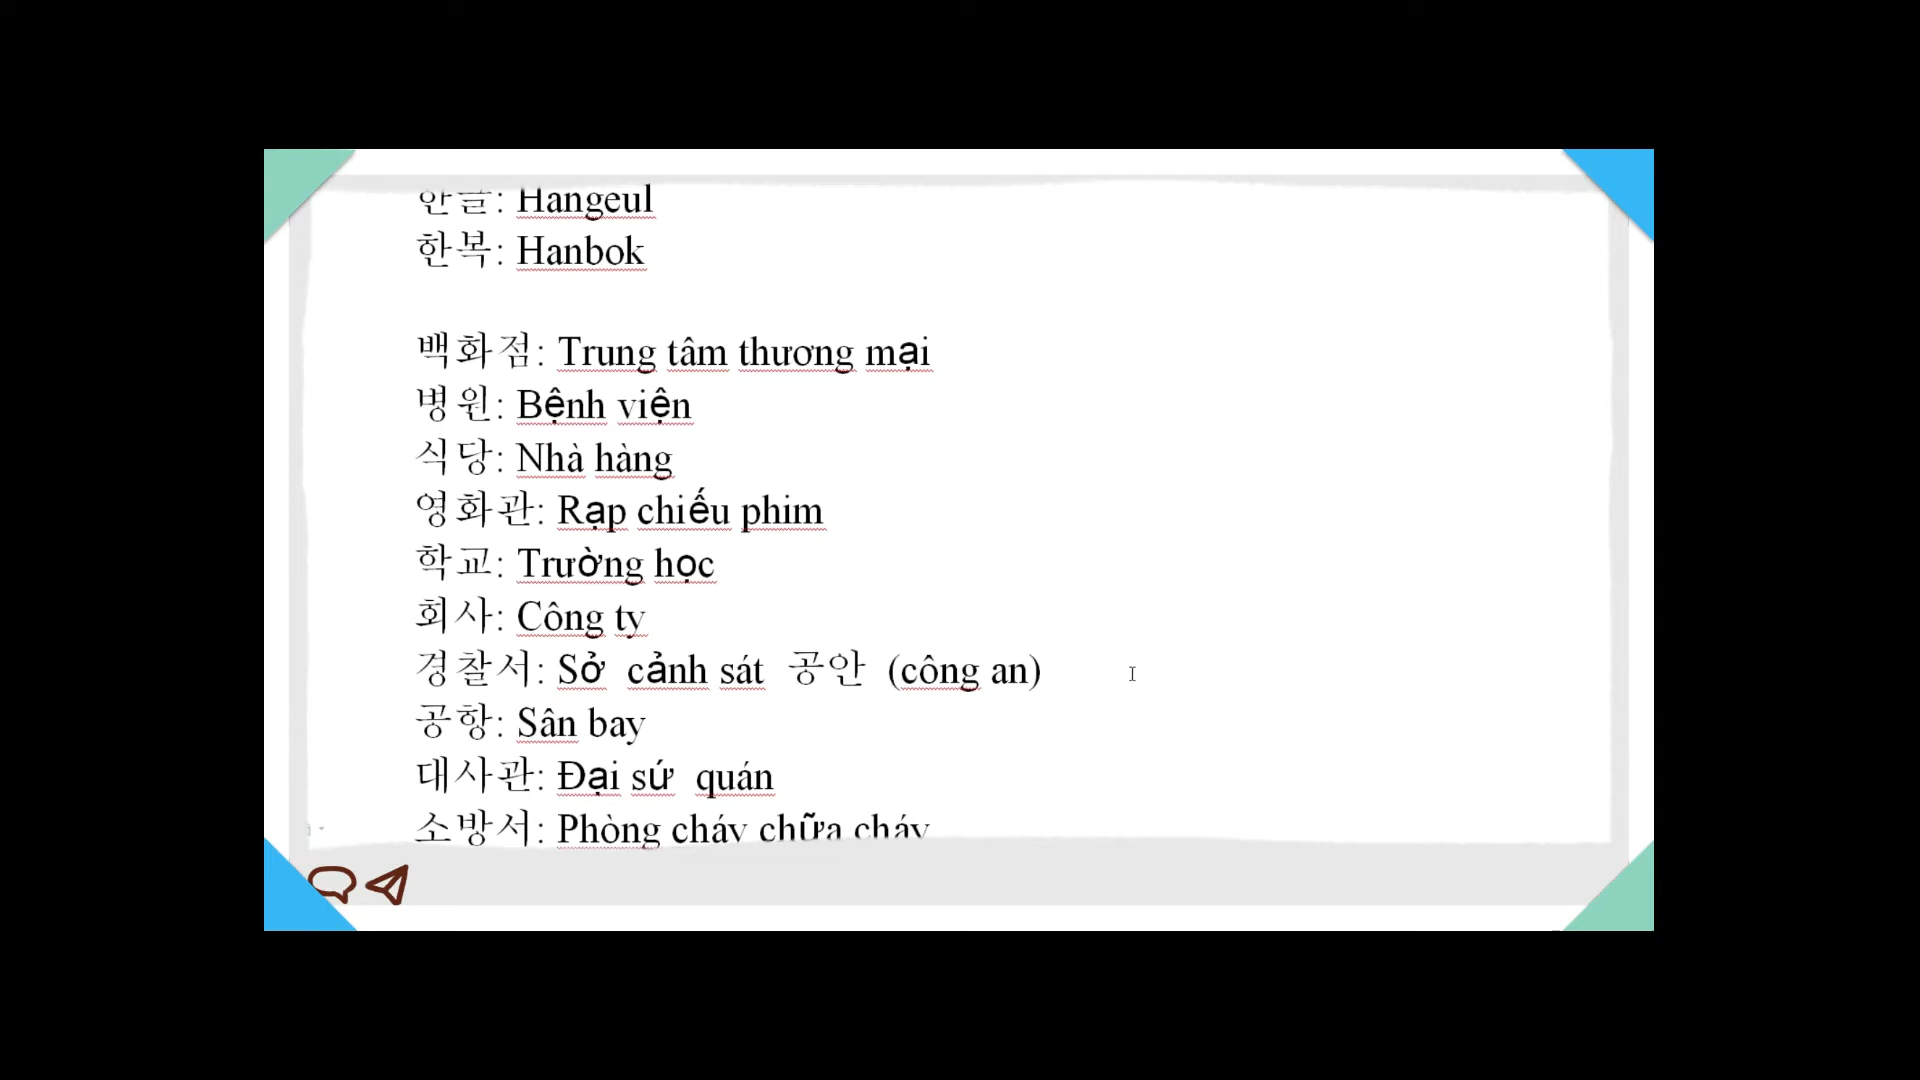 한글: Hangeul
한복: Hanbok
백화점: Trung tâm thương mại
병원: Bệnh viện
식당: Nhà hàng
영화관: Rạp chiếu phim
학교: Trường học
회사: Công ty
경찰서: Sở cảnh sát 공안 (công an)
공항: Sân bay
대사관: Đại sứ quán
소방서: Phòng cháy chữa cháy